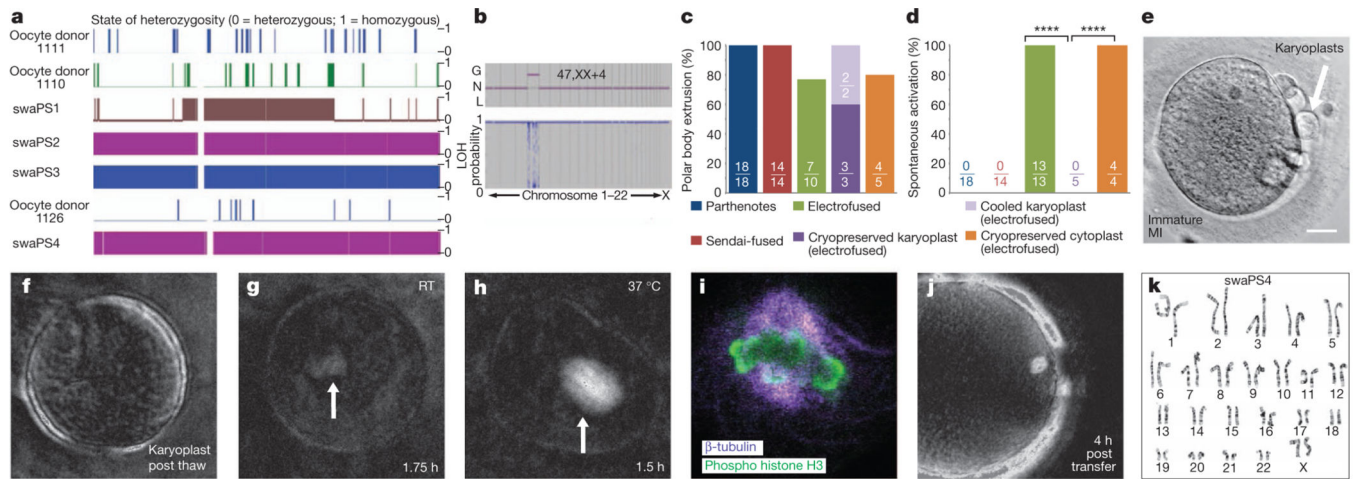 a
State of heterozygosity (0 = heterozygous; 1 = homozygous)
Oocyte donor
1111
1
0
Oocyte donor
1110
1
0
swaPS1
1
0
swaPS2
1
0
swaPS3
1
0
Oocyte donor
1126
1
0
swaPS4
1
0
b
G
N
L
47,XX+4
LOH
probability
1
0
Chromosome 1–22
X
c
Polar body extrusion (%)
100
80
60
40
20
0
18
18
14
14
7
10
2
2
3
3
4
5
d
Spontaneous activation (%)
100
80
60
40
20
0
****
****
0
18
0
14
13
13
0
5
4
4
Parthenotes
Electrofused
Cooled karyoplast
(electrofused)
Sendai-fused
Cryopreserved karyoplast
(electrofused)
Cryopreserved cytoplast
(electrofused)
e
Karyoplasts
Immature
MI
f
Karyoplast
post thaw
g
RT
1.75 h
h
37 °C
1.5 h
i
β-tubulin
Phospho histone H3
j
4 h
post
transfer
k
swaPS4
1 2 3 4 5
6 7 8 9 10 11 12
13 14 15 16 17 18
19 20 21 22 X